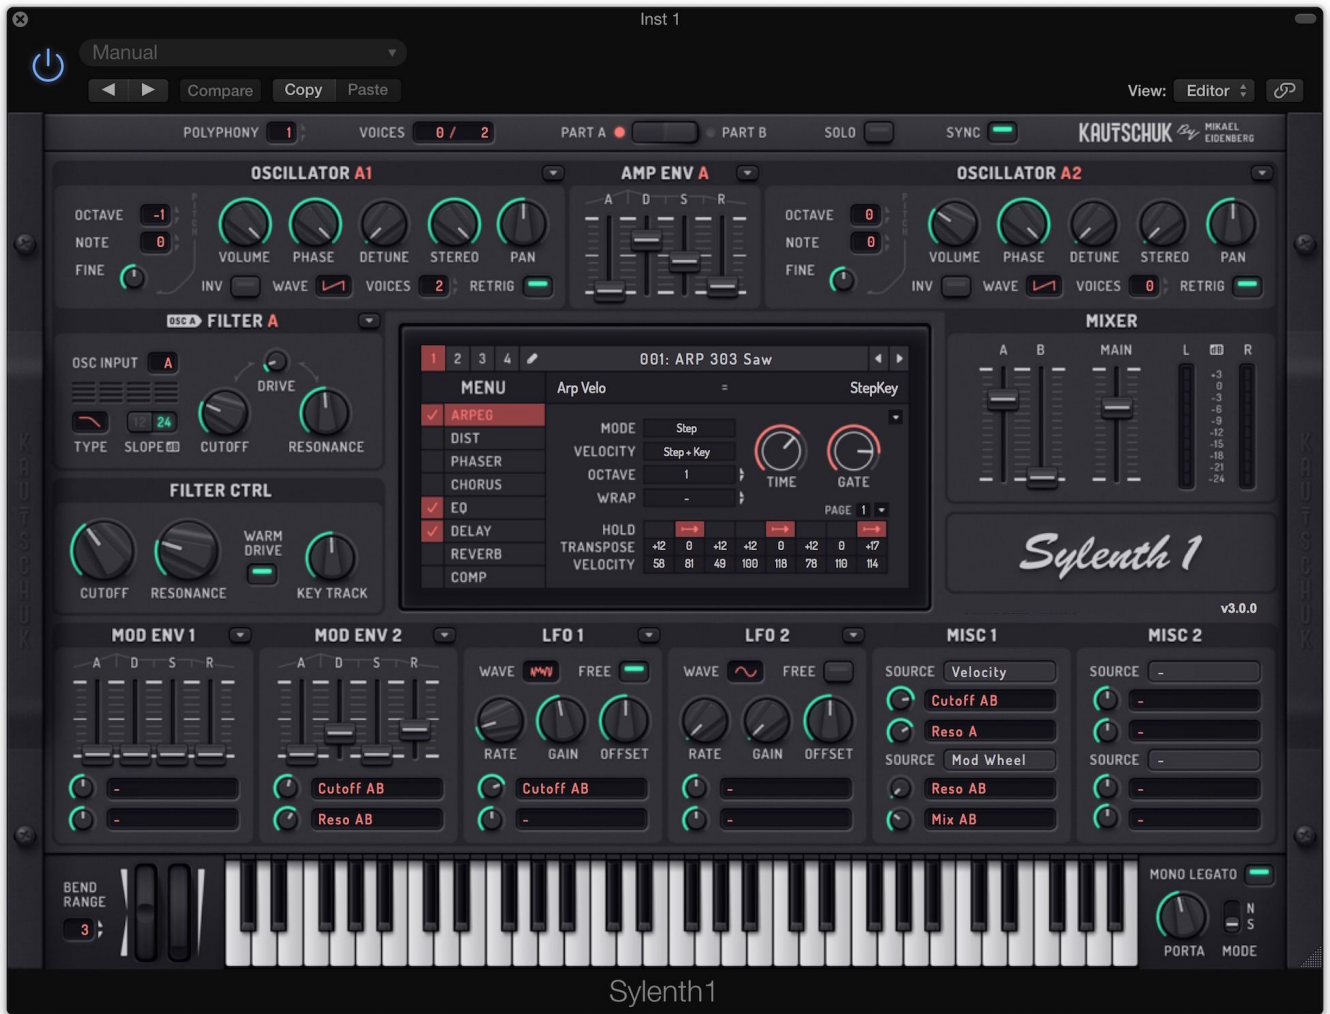 Inst 1
Manual
Compare Copy Paste
View: Editor
POLYPHONY 1 VOICES 0 / 2 PART A PART B SOLO SYNC KAUTSCHUK By MIKAEL EIDENBERG
OSCILLATOR A1
PITCH
OCTAVE -1
NOTE 0
FINE
VOLUME PHASE DETUNE STEREO PAN
INV WAVE VOICES 2 RETRIG
AMP ENV A
A D S R
OSCILLATOR A2
PITCH
OCTAVE 0
NOTE 0
FINE
VOLUME PHASE DETUNE STEREO PAN
INV WAVE VOICES 0 RETRIG
OSC A FILTER A
OSC INPUT A
DRIVE
12 24
TYPE SLOPE dB CUTOFF RESONANCE
FILTER CTRL
WARM
DRIVE
CUTOFF RESONANCE KEY TRACK
1 2 3 4 001: ARP 303 Saw
MENU
ARPEG
DIST
PHASER
CHORUS
EQ
DELAY
REVERB
COMP
Arp Velo = StepKey
MODE Step
VELOCITY Step + Key
OCTAVE 1
WRAP -
TIME GATE
PAGE 1
HOLD
TRANSPOSE +12 0 +12 +12 0 +12 0 +17
VELOCITY 58 81 49 100 118 78 110 114
MIXER
A B MAIN L dB R
+3
0
-3
-6
-9
-12
-15
-18
-21
-24
Sylenth1
v3.0.0
KAUTSCHUK
KAUTSCHUK
MOD ENV 1
A D S R
-
-
MOD ENV 2
A D S R
Cutoff AB
Reso AB
LFO 1
WAVE FREE
RATE GAIN OFFSET
Cutoff AB
-
LFO 2
WAVE FREE
RATE GAIN OFFSET
-
-
MISC 1
SOURCE Velocity
Cutoff AB
Reso A
SOURCE Mod Wheel
Reso AB
Mix AB
MISC 2
SOURCE -
-
-
SOURCE -
-
-
BEND
RANGE
3
MONO LEGATO
N
S
PORTA MODE
Sylenth1